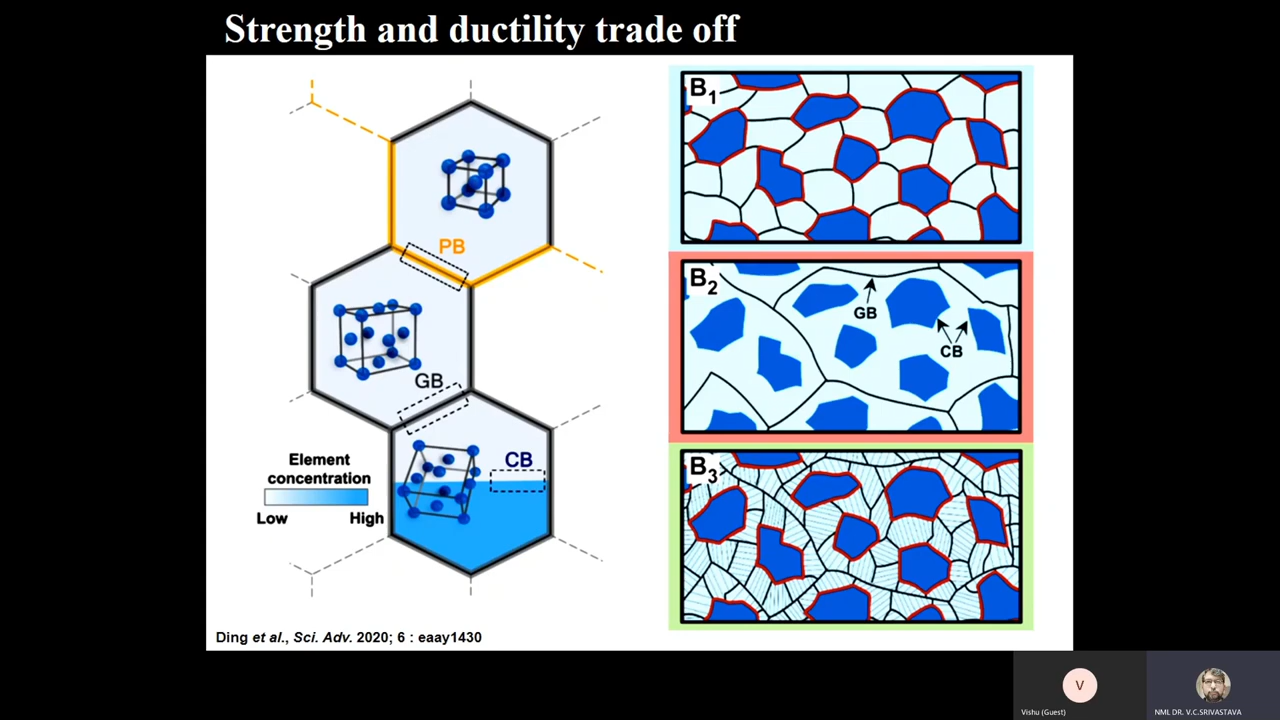 Strength and ductility trade off
PB
GB
CB
Element
concentration
Low High
Ding et al., Sci. Adv. 2020; 6 : eaay1430
B1
B2
GB
CB
B3
V
Vishu (Guest)
NML DR. V.C.SRIVASTAVA